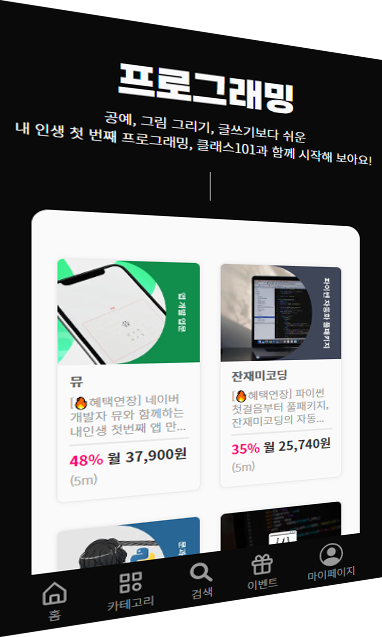 프로그래밍
공예, 그림 그리기, 글쓰기보다 쉬운
내 인생 첫 번째 프로그래밍, 클래스101과 함께 시작해 보아요!
앱 개발 입문
뮤
[🔥혜택연장] 네이버
개발자 뮤와 함께하는
내인생 첫번째 앱 만...
48% 월 37,900원
(5m)
파이썬 자동화 풀패키지
잔재미코딩
[🔥혜택연장] 파이썬
첫걸음부터 풀패키지,
잔재미코딩의 자동...
35% 월 25,740원
(5m)
홈
카테고리
검색
이벤트
마이페이지